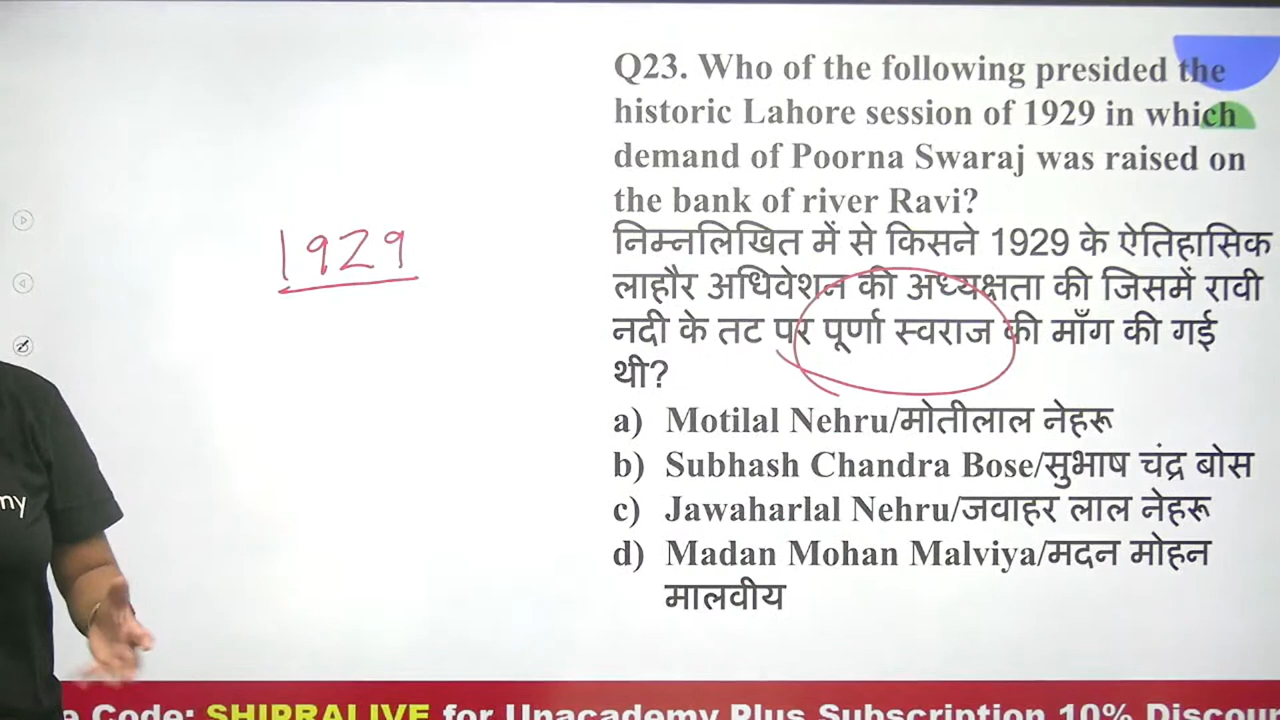 Q23. Who of the following presided the
historic Lahore session of 1929 in which
demand of Poorna Swaraj was raised on
the bank of river Ravi?
निम्नलिखित में से किसने 1929 के ऐतिहासिक
लाहौर अधिवेशन की अध्यक्षता की जिसमें रावी
नदी के तट पर पूर्णा स्वराज की माँग की गई
थी?
a) Motilal Nehru/मोतीलाल नेहरू
b) Subhash Chandra Bose/सुभाष चंद्र बोस
c) Jawaharlal Nehru/जवाहर लाल नेहरू
d) Madan Mohan Malviya/मदन मोहन
मालवीय
1929
my
e Code: SHIPRALIVE for Unacademy Plus Subscription 10% Discou